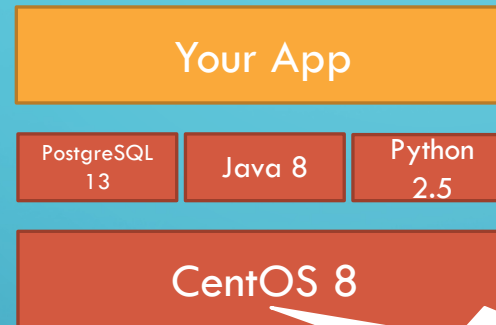 Your App
PostgreSQL
13
Java 8
Python
2.5
CentOS 8